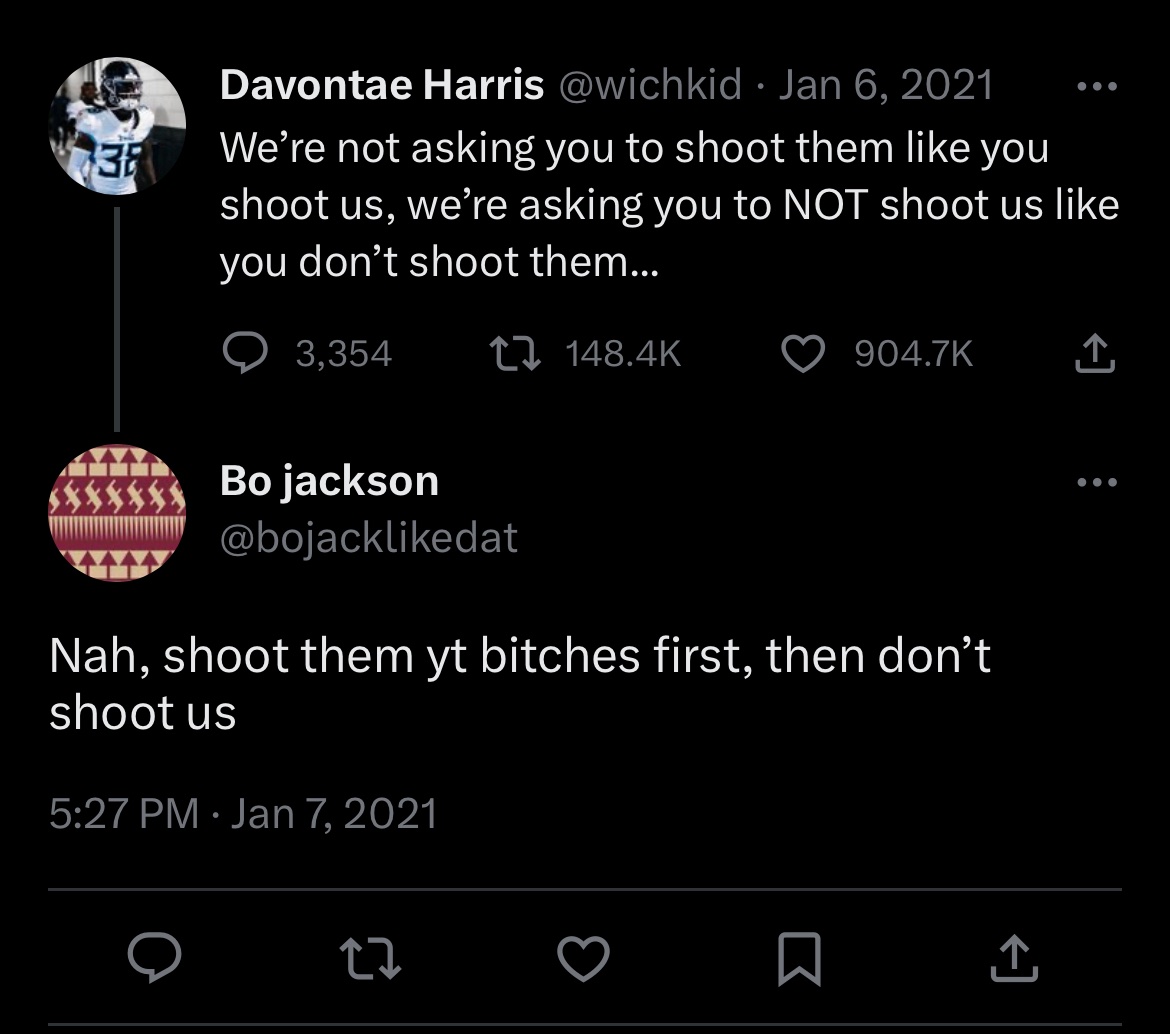 Davontae Harris @wichkid · Jan 6, 2021
We’re not asking you to shoot them like you
shoot us, we’re asking you to NOT shoot us like
you don’t shoot them...
3,354 148.4K 904.7K
Bo jackson
@bojacklikedat
Nah, shoot them yt bitches first, then don’t
shoot us
5:27 PM · Jan 7, 2021